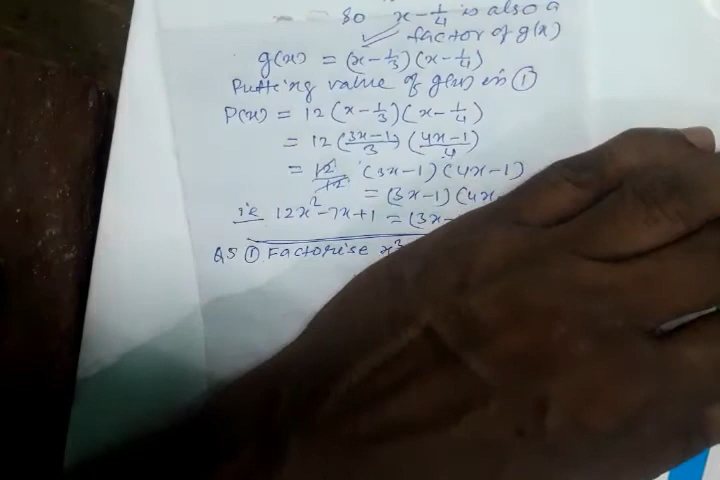 So x - 1/4 is also a
factor of g(x)
g(x) = (x - 1/3)(x - 1/4)
Putting value of g(x) in ①
P(x) = 12(x - 1/3)(x - 1/4)
= 12 (3x-1)/3 (4x-1)/4
= 12/12 (3x-1)(4x-1)
= (3x-1)(4x
ie 12x²-7x+1 = (3x-
Q5 ① Factorise x³